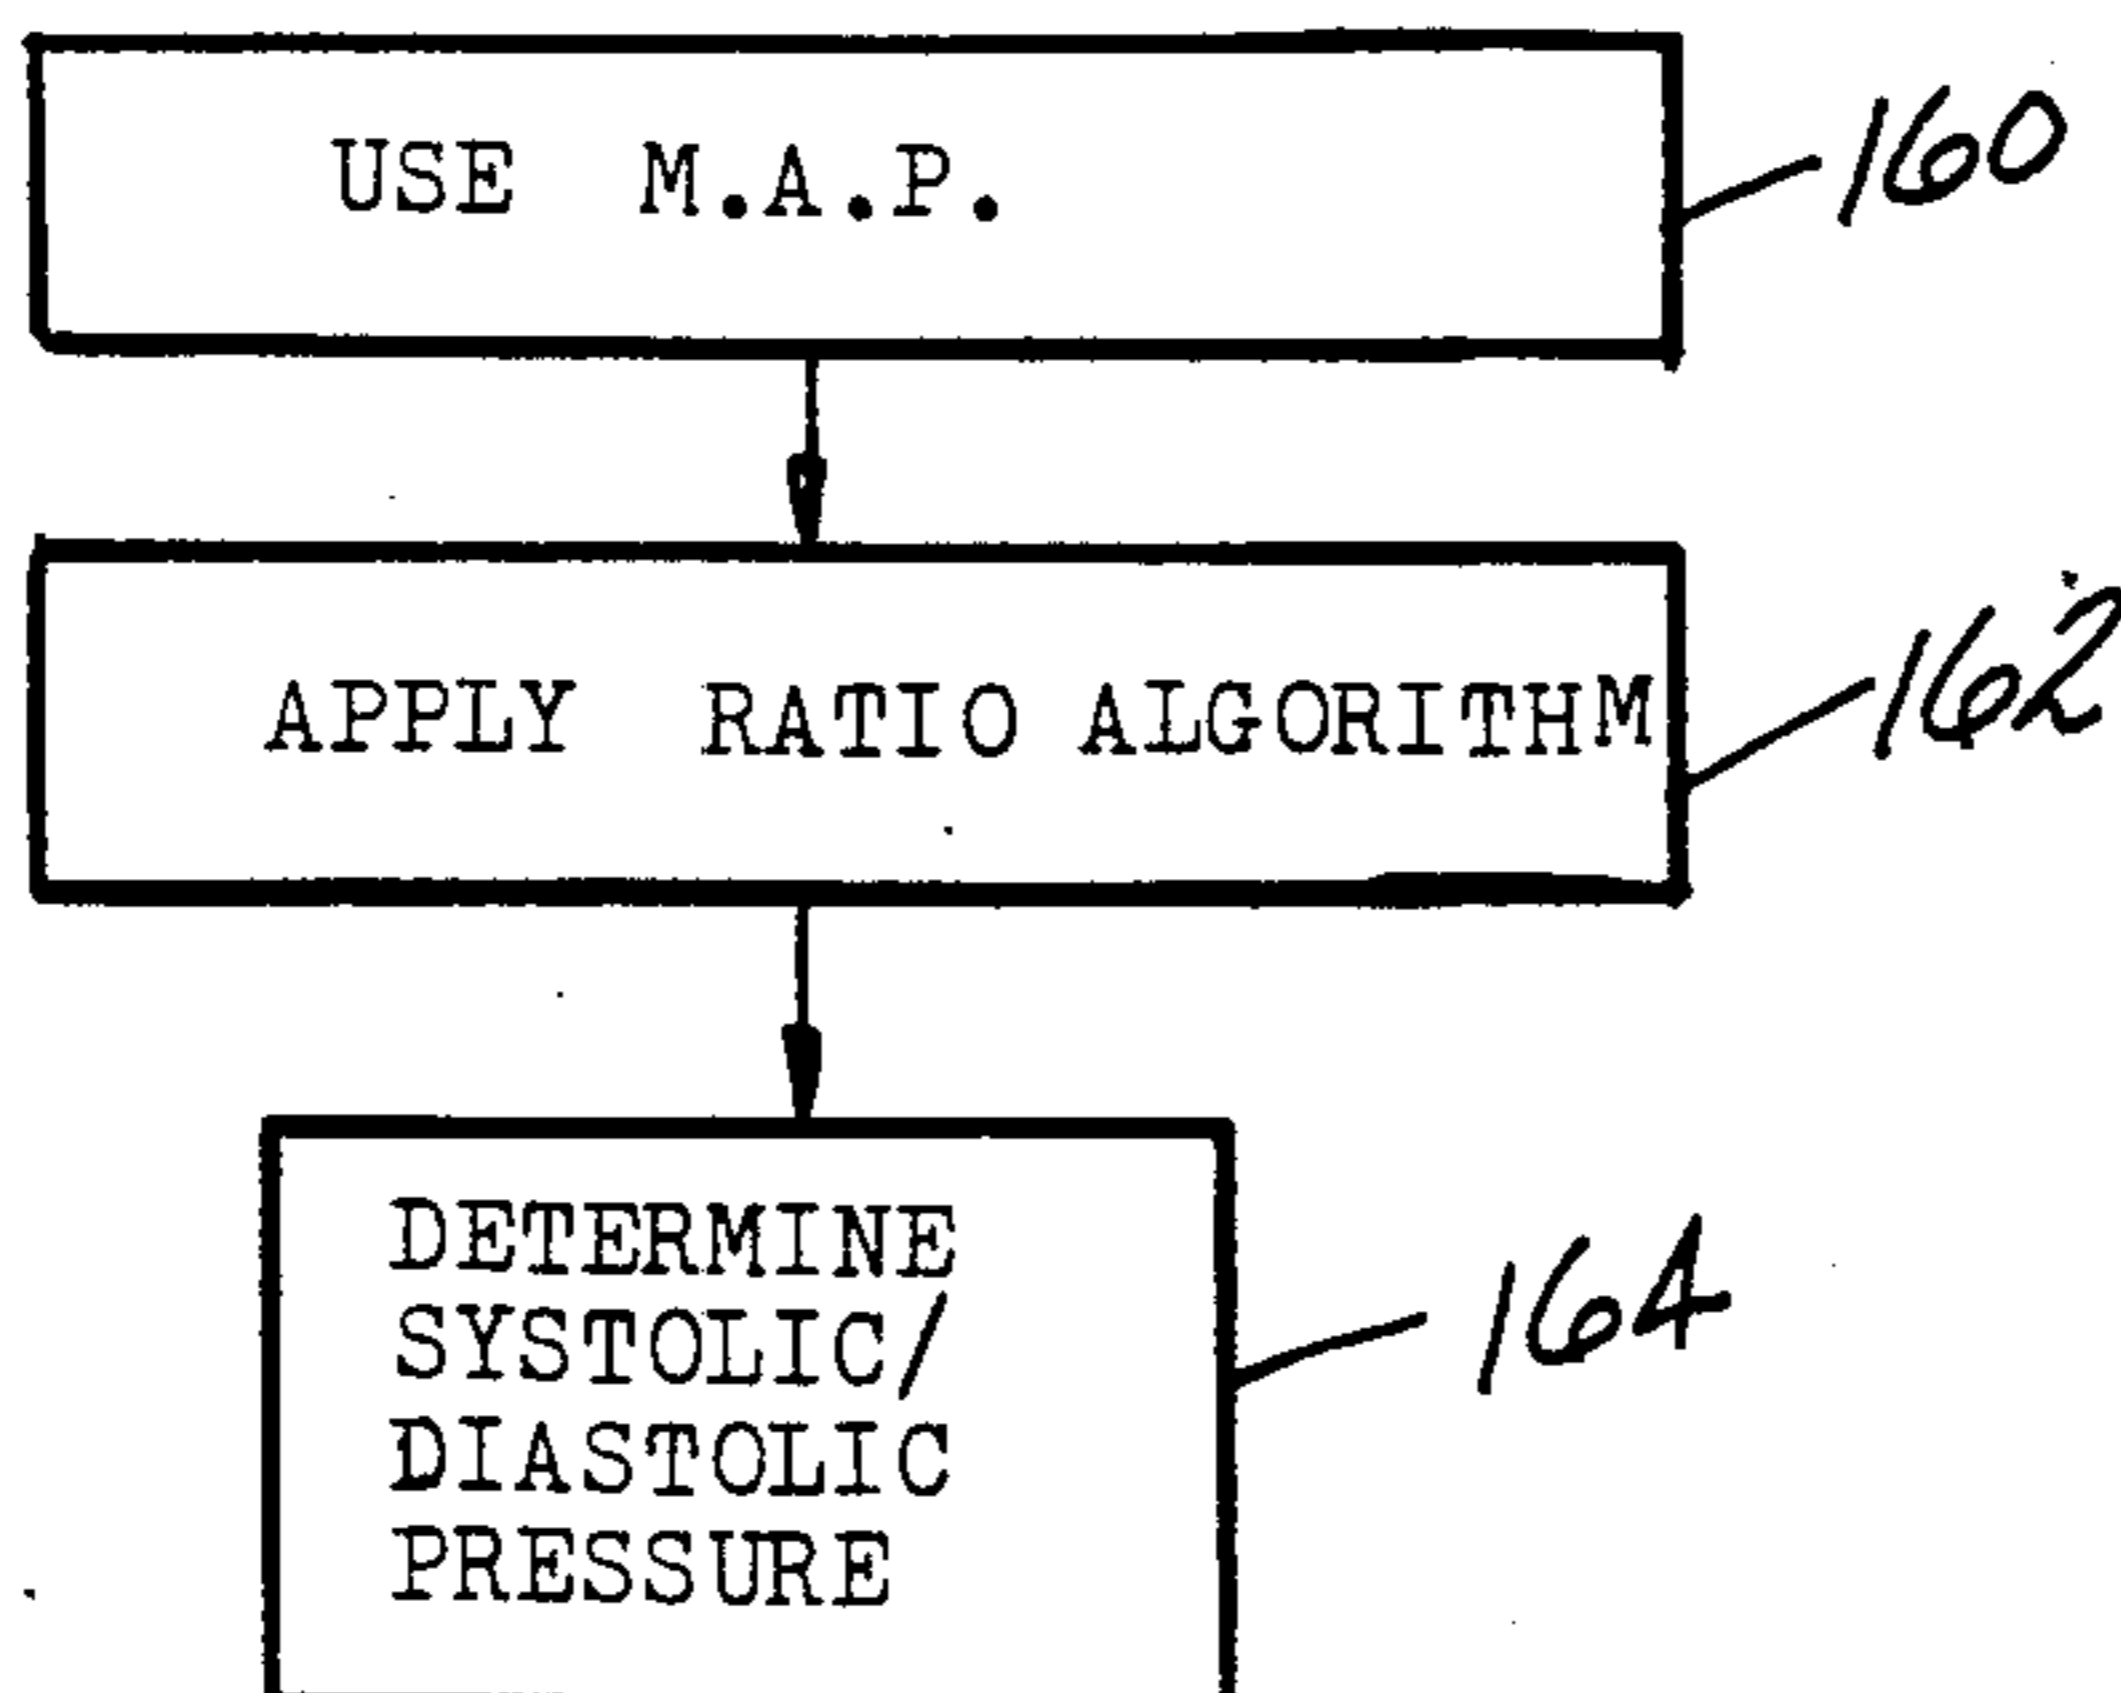 USE M.A.P.
160
APPLY RATIO ALGORITHM
162
DETERMINE
SYSTOLIC/
DIASTOLIC
PRESSURE
164